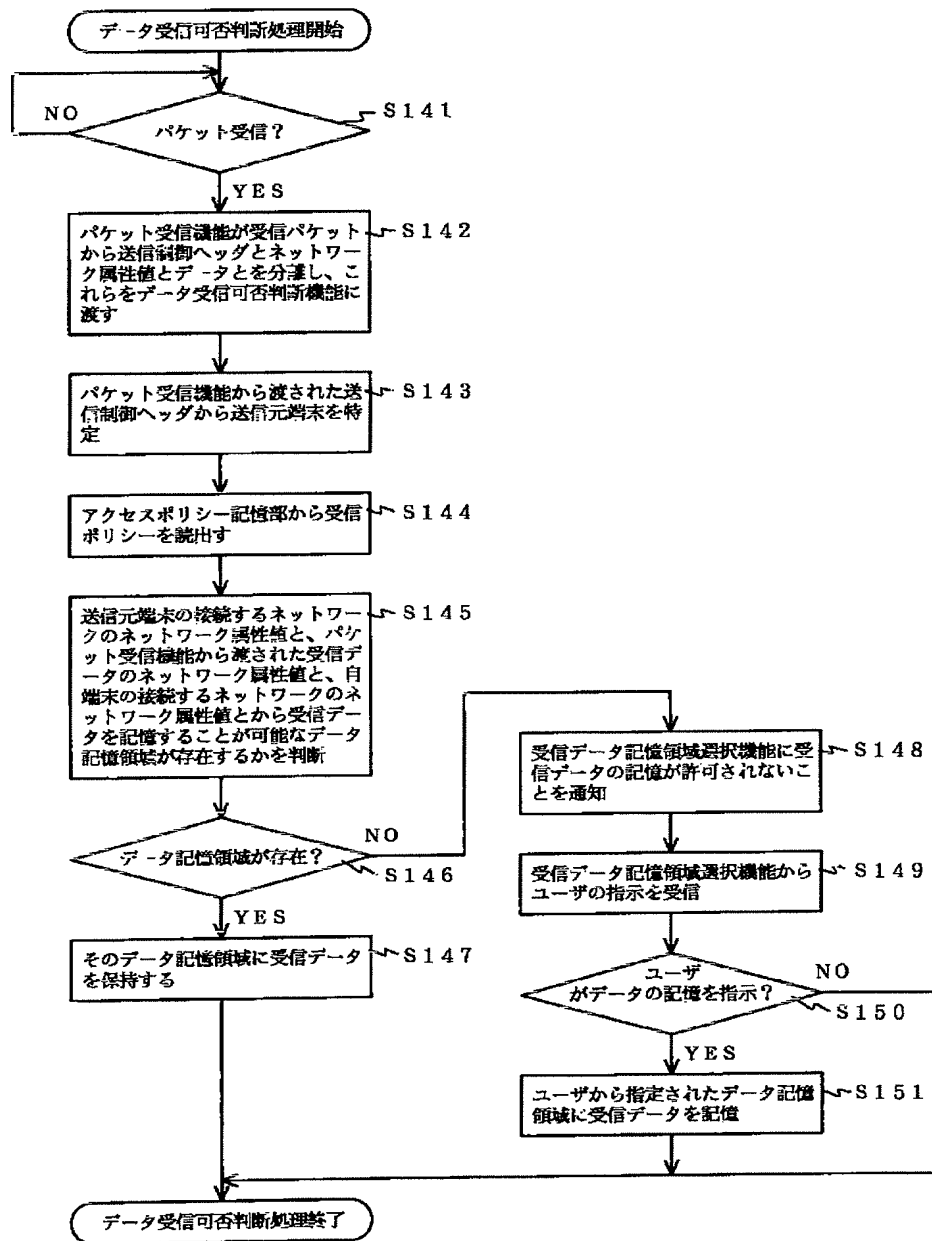 データ受信可否判断処理開始
NO
パケット受信？
S141
YES
パケット受信機能が受信パケット
から送信制御ヘッダとネットワー
ク属性値とデータとを分離し、こ
れらをデータ受信可否判断機能に
渡す
S142
パケット受信機能から渡された送
信制御ヘッダから送信元端末を特
定
S143
アクセスポリシー記憶部から受信
ポリシーを読出す
S144
送信元端末の接続するネットワー
クのネットワーク属性値と、パケ
ット受信機能から渡された受信デ
ータのネットワーク属性値と、自
端末の接続するネットワークのネ
ットワーク属性値とから受信デー
タを記憶することが可能なデータ
記憶領域が存在するかを判断
S145
データ記憶領域が存在？
NO
S146
YES
そのデータ記憶領域に受信データ
を保持する
S147
受信データ記憶領域選択機能に受
信データの記憶が許可されないこ
とを通知
S148
受信データ記憶領域選択機能から
ユーザの指示を受信
S149
ユーザ
がデータの記憶を指示？
NO
S150
YES
ユーザから指定されたデータ記憶
領域に受信データを記憶
S151
データ受信可否判断処理終了